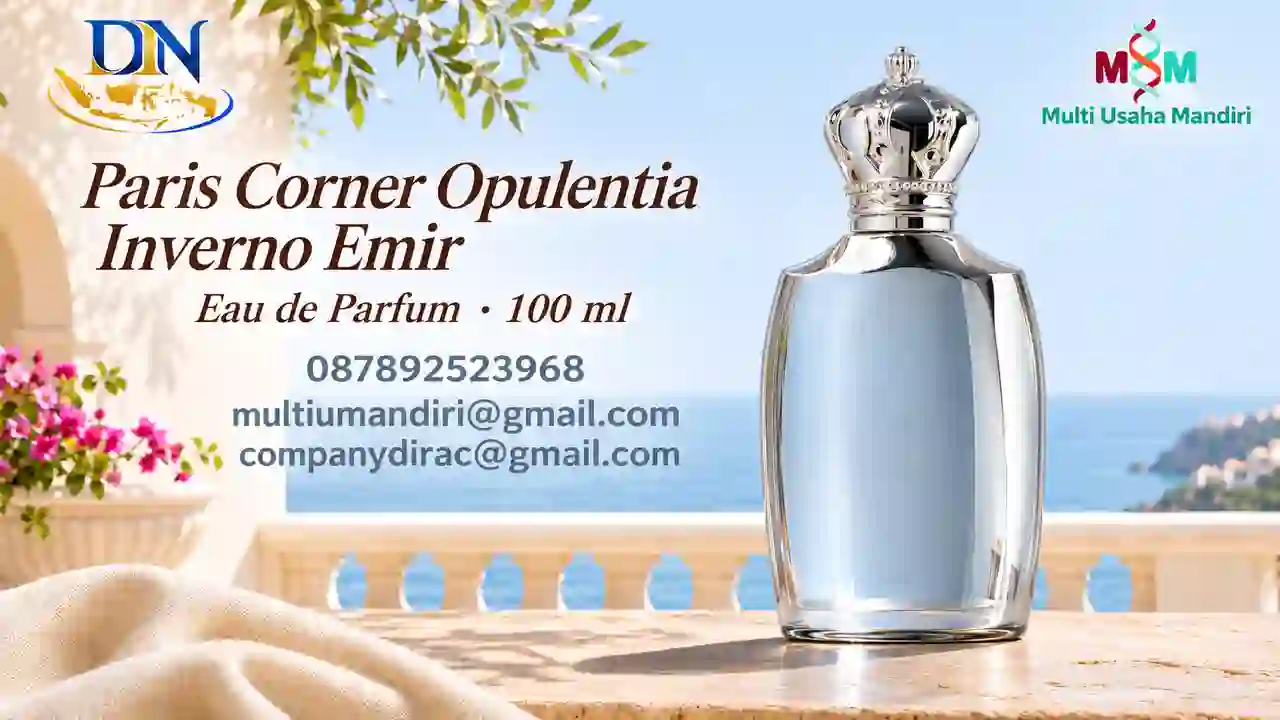 DN
MSM
Multi Usaha Mandiri
Paris Corner Opulentia
Inverno Emir
Eau de Parfum • 100 ml
087892523968
multiumandiri@gmail.com
companydirac@gmail.com